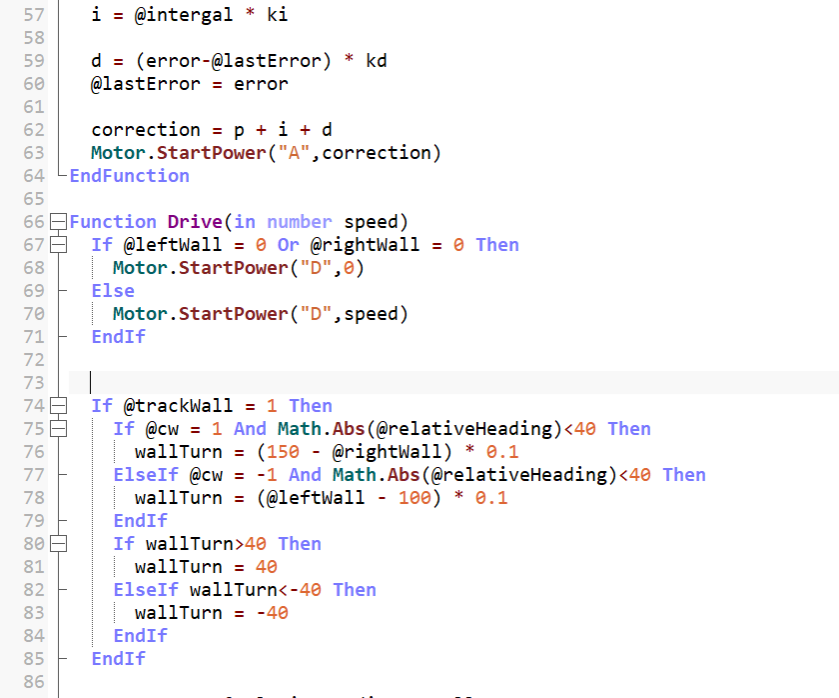 57 i = @intergal * ki
58
59 d = (error-@lastError) * kd
60 @lastError = error
61
62 correction = p + i + d
63 Motor.StartPower("A",correction)
64 EndFunction
65
66 Function Drive(in number speed)
67 If @leftWall = 0 Or @rightWall = 0 Then
68 Motor.StartPower("D",0)
69 Else
70 Motor.StartPower("D",speed)
71 EndIf
72
73
74 If @trackWall = 1 Then
75 If @cw = 1 And Math.Abs(@relativeHeading)<40 Then
76 wallTurn = (150 - @rightWall) * 0.1
77 ElseIf @cw = -1 And Math.Abs(@relativeHeading)<40 Then
78 wallTurn = (@leftWall - 100) * 0.1
79 EndIf
80 If wallTurn>40 Then
81 wallTurn = 40
82 ElseIf wallTurn<-40 Then
83 wallTurn = -40
84 EndIf
85 EndIf
86